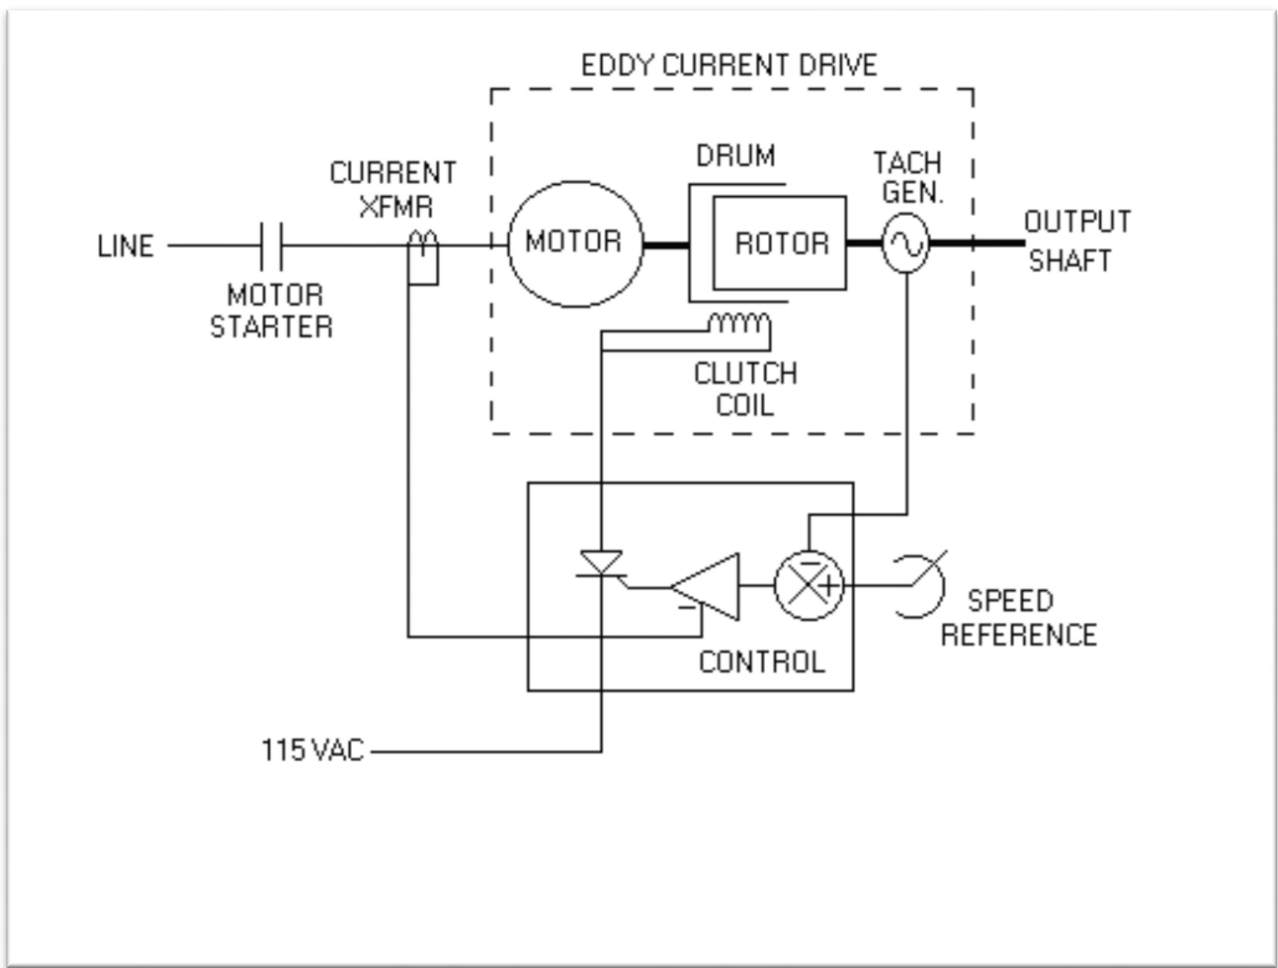 EDDY CURRENT DRIVE
CURRENT
XFMR
DRUM
TACH
GEN.
LINE
MOTOR
STARTER
MOTOR
ROTOR
OUTPUT
SHAFT
CLUTCH
COIL
−
+
−
SPEED
REFERENCE
CONTROL
115 VAC